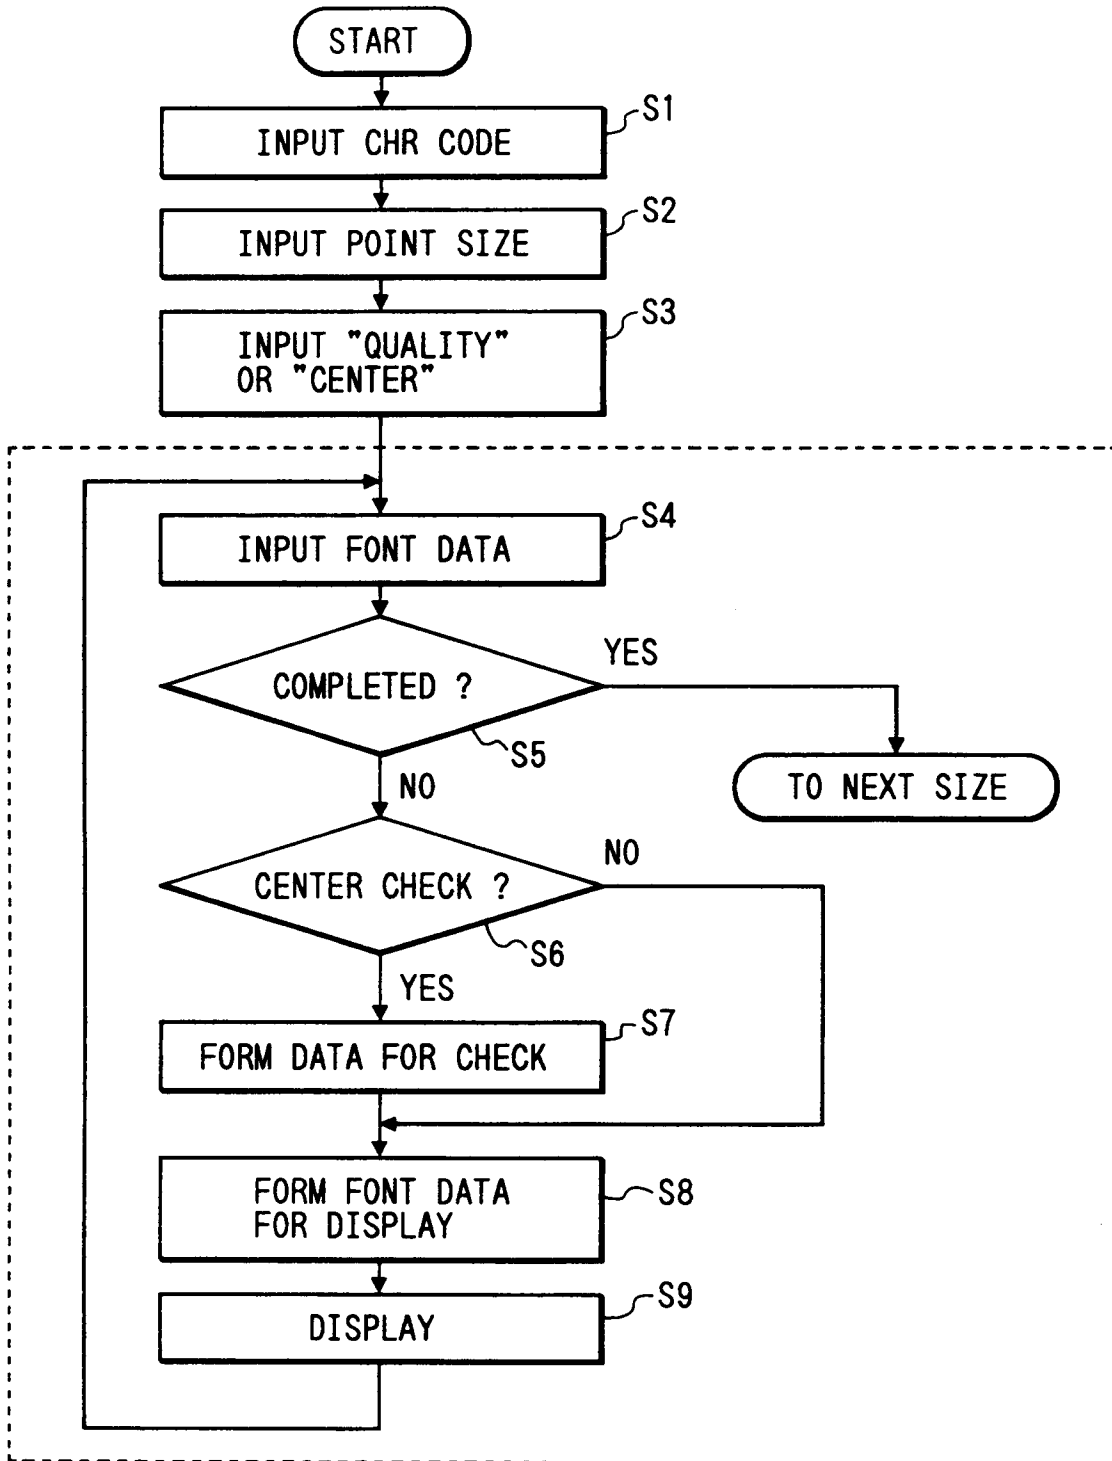 START
S1
INPUT CHR CODE
S2
INPUT POINT SIZE
S3
INPUT "QUALITY"
OR "CENTER"
S4
INPUT FONT DATA
YES
COMPLETED ?
S5
NO
TO NEXT SIZE
NO
CENTER CHECK ?
S6
YES
S7
FORM DATA FOR CHECK
S8
FORM FONT DATA
FOR DISPLAY
S9
DISPLAY